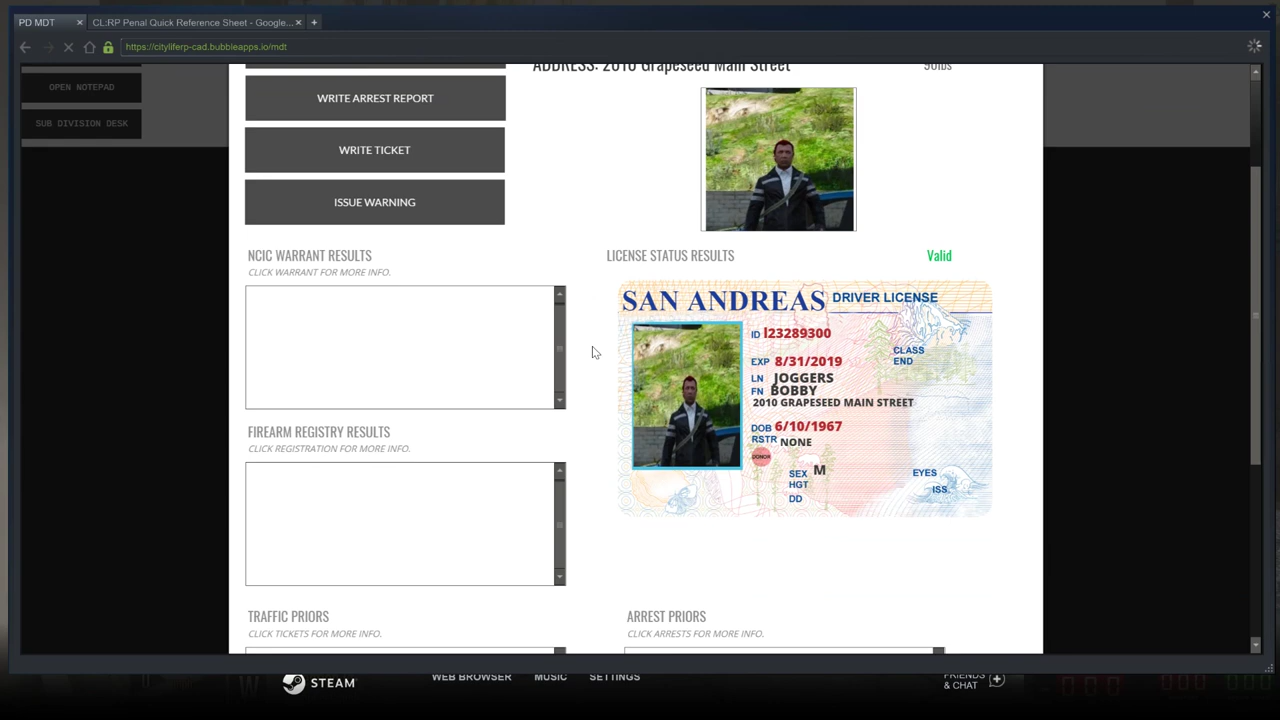 PD MDT
CL:RP Penal Quick Reference Sheet - Google...
https://cityliferp-cad.bubbleapps.io/mdt
OPEN NOTEPAD
SUB DIVISION DESK
ADDRESS: 2010 Grapeseed Main Street
90lbs
WRITE ARREST REPORT
WRITE TICKET
ISSUE WARNING
NCIC WARRANT RESULTS
CLICK WARRANT FOR MORE INFO.
LICENSE STATUS RESULTS
Valid
SAN ANDREAS DRIVER LICENSE
ID l23289300
EXP 8/31/2019
CLASS
END
LN JOGGERS
FN BOBBY
2010 GRAPESEED MAIN STREET
DOB 6/10/1967
RSTR NONE
DONOR
SEX M
HGT
DD
EYES
ISS.
FIREARM REGISTRY RESULTS
CLICK REGISTRATION FOR MORE INFO.
TRAFFIC PRIORS
CLICK TICKETS FOR MORE INFO.
ARREST PRIORS
CLICK ARRESTS FOR MORE INFO.
STEAM
WEB BROWSER
MUSIC
SETTINGS
FRIENDS
& CHAT